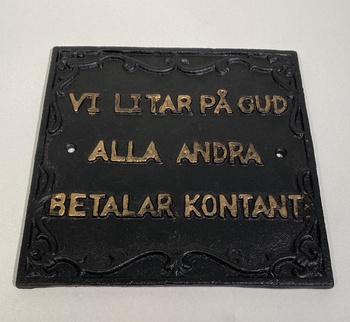 VI LITAR PÅ GUD
ALLA ANDRA
BETALAR KONTANT